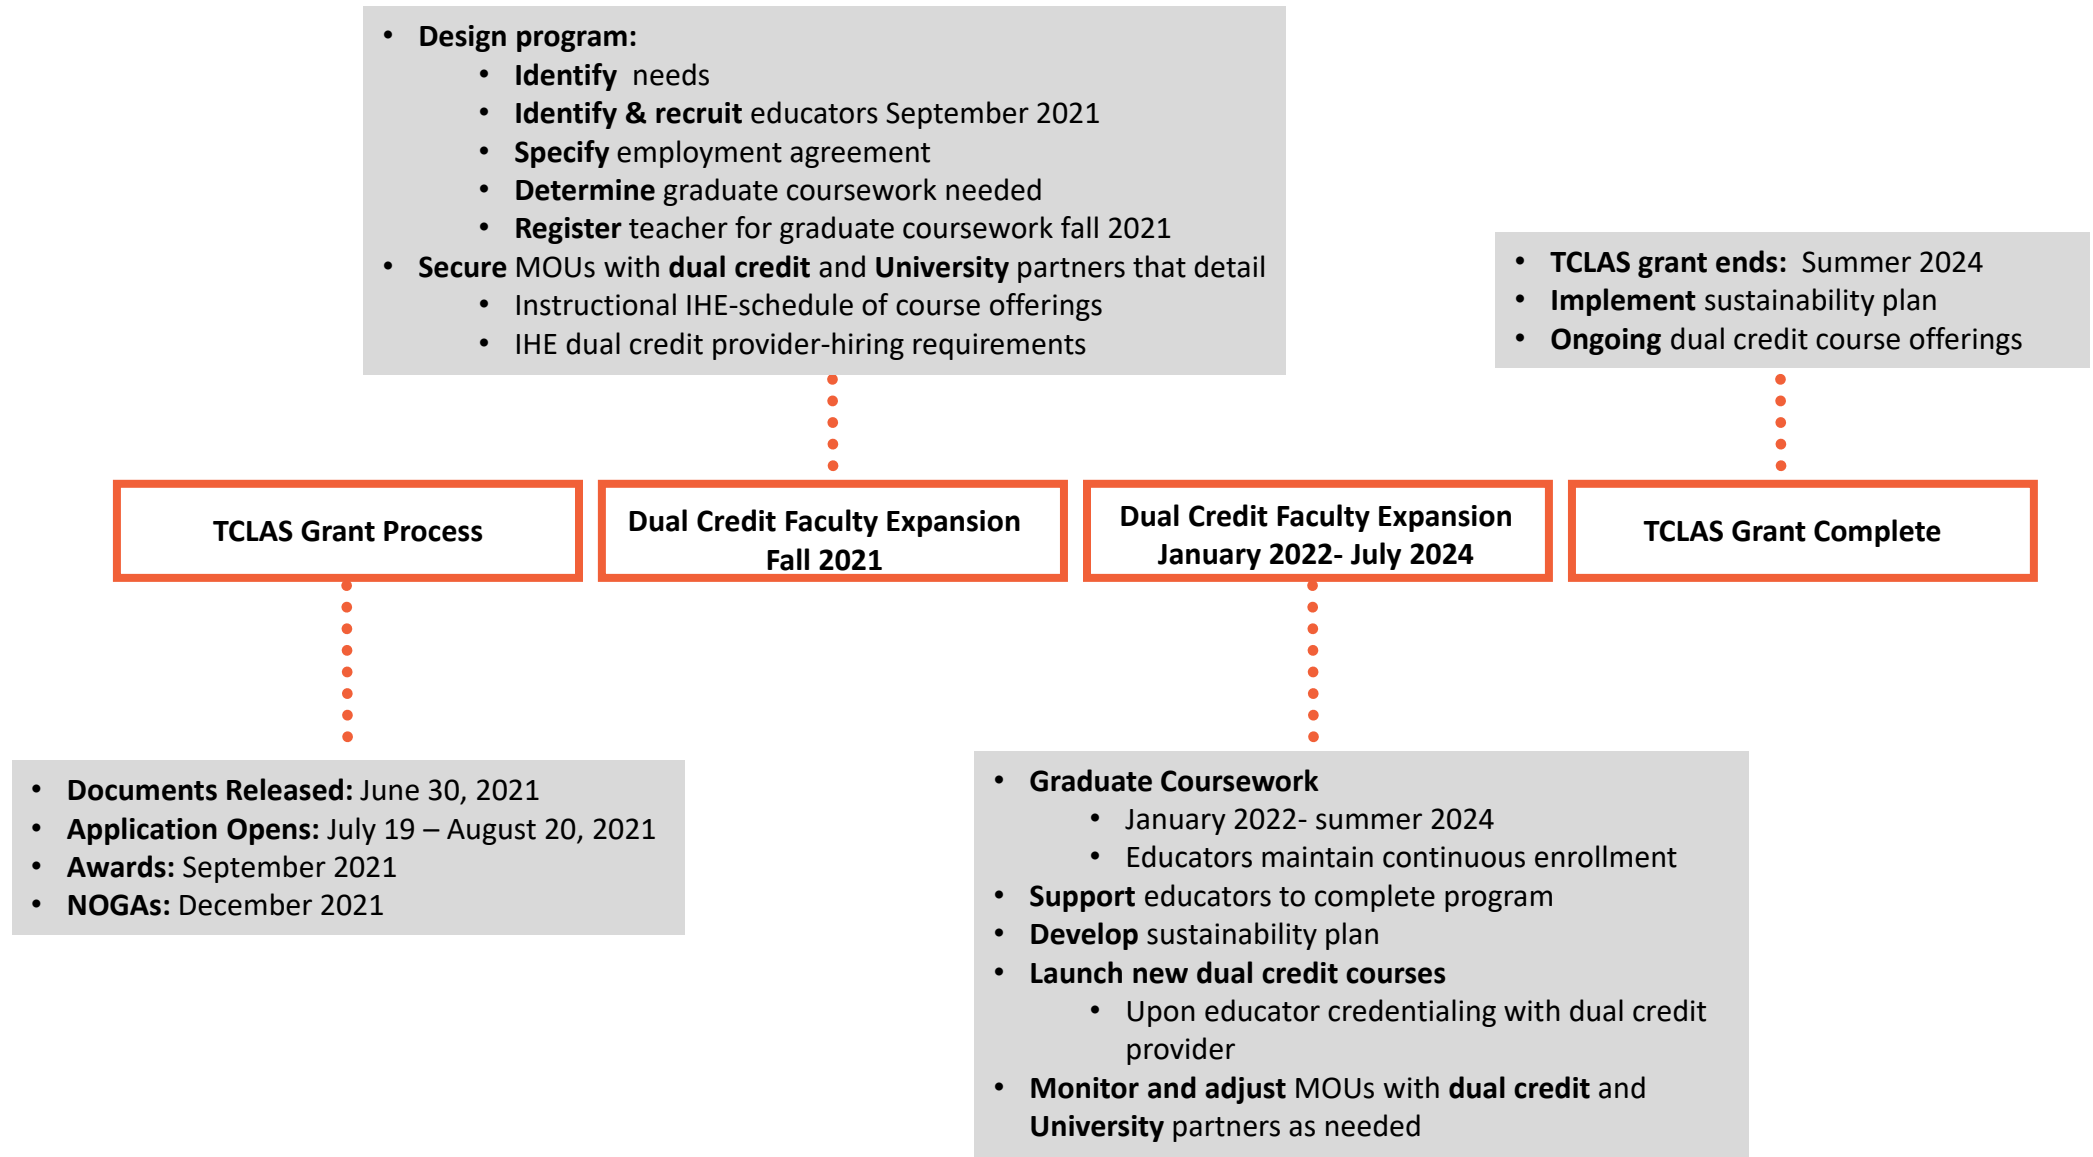 • Design program:
• Identify  needs
• Identify & recruit educators September 2021
• Specify employment agreement
• Determine graduate coursework needed
• Register teacher for graduate coursework fall 2021
• Secure MOUs with dual credit and University partners that detail
• Instructional IHE-schedule of course offerings
• IHE dual credit provider-hiring requirements
• TCLAS grant ends:  Summer 2024
• Implement sustainability plan
• Ongoing dual credit course offerings
TCLAS Grant Process
Dual Credit Faculty Expansion
Fall 2021
Dual Credit Faculty Expansion
January 2022- July 2024
TCLAS Grant Complete
• Documents Released: June 30, 2021
• Application Opens: July 19 – August 20, 2021
• Awards: September 2021
• NOGAs: December 2021
• Graduate Coursework
• January 2022- summer 2024
• Educators maintain continuous enrollment
• Support educators to complete program
• Develop sustainability plan
• Launch new dual credit courses
• Upon educator credentialing with dual credit
provider
• Monitor and adjust MOUs with dual credit and
University partners as needed